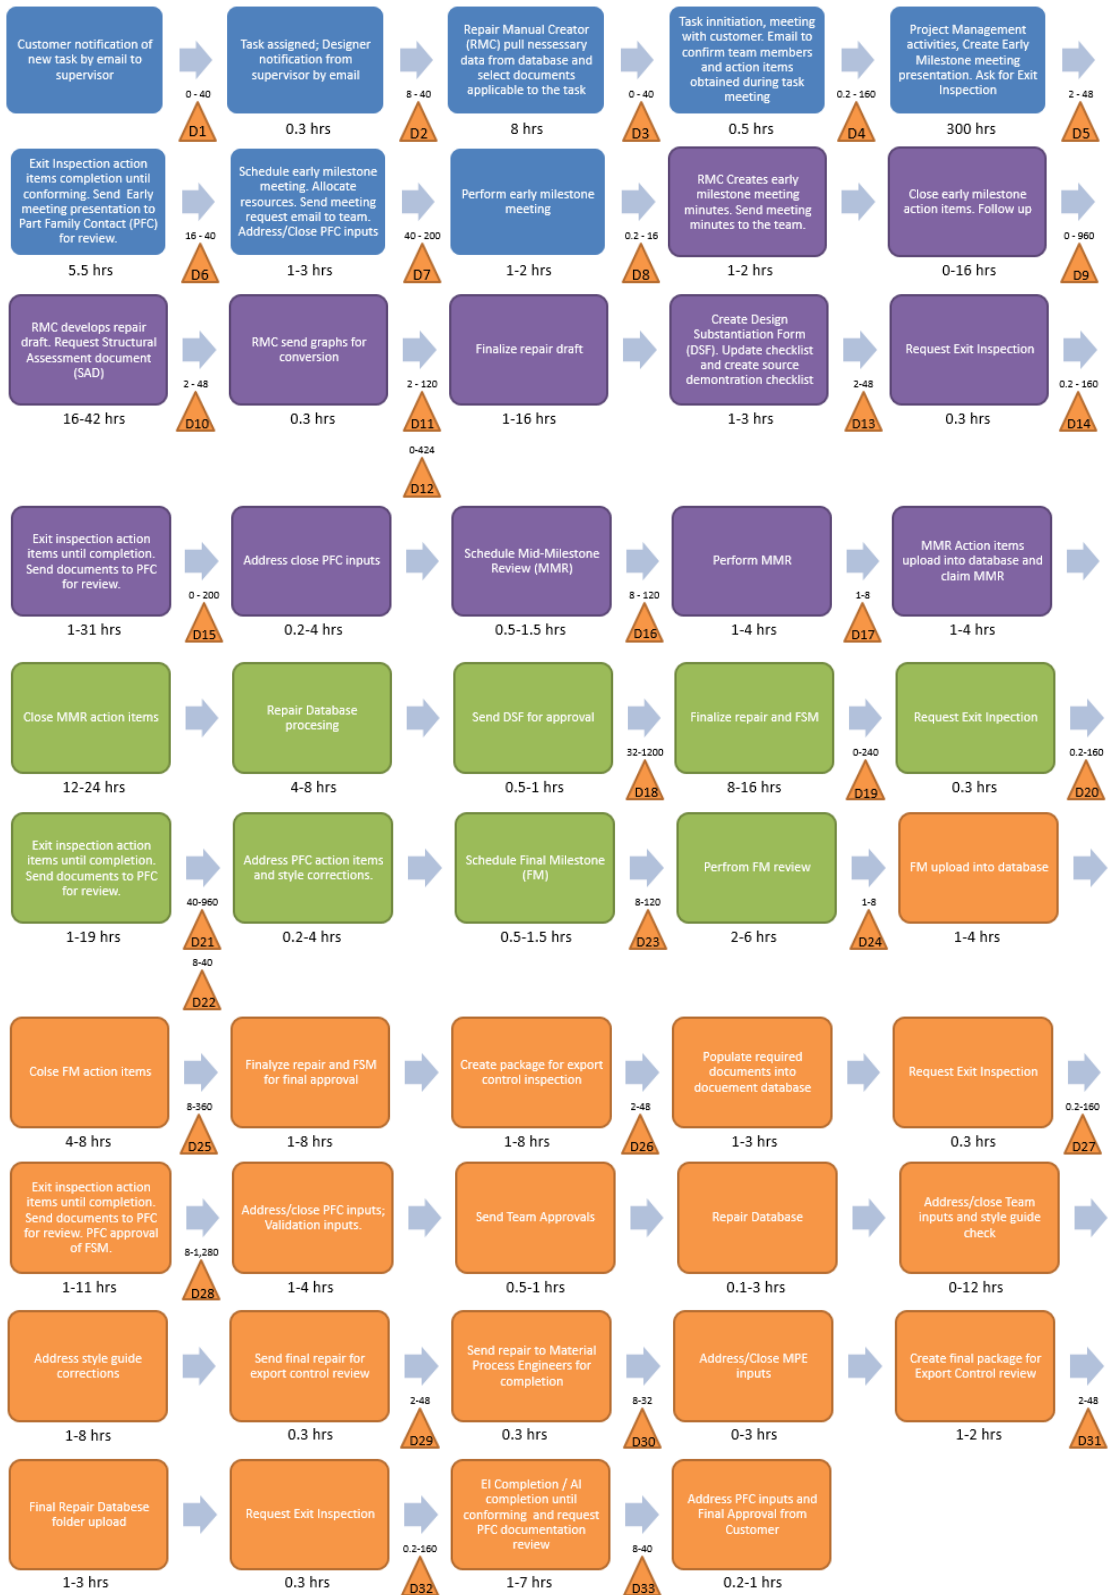 Customer notification of
new task by email to
supervisor
0 - 40
D1
Task assigned; Designer
notification from
supervisor by email
0.3 hrs
8 - 40
D2
Repair Manual Creator
(RMC) pull nessessary
data from database and
select documents
applicable to the task
8 hrs
0 - 40
D3
Task innitiation, meeting
with customer. Email to
confirm team members
and action items
obtained during task
meeting
0.5 hrs
0.2 - 160
D4
Project Management
activities, Create Early
Milestone meeting
presentation. Ask for Exit
Inspection
300 hrs
2 - 48
D5
Exit Inspection action
items completion until
conforming. Send Early
meeting presentation to
Part Family Contact (PFC)
for review.
5.5 hrs
16 - 40
D6
Schedule early milestone
meeting. Allocate
resources. Send meeting
request email to team.
Address/Close PFC inputs
1-3 hrs
40 - 200
D7
Perform early milestone
meeting
1-2 hrs
0.2 - 16
D8
RMC Creates early
milestone meeting
minutes. Send meeting
minutes to the team.
1-2 hrs
Close early milestone
action items. Follow up
0-16 hrs
0 - 960
D9
RMC develops repair
draft. Request Structural
Assessment document
(SAD)
16-42 hrs
2 - 48
D10
RMC send graphs for
conversion
0.3 hrs
2 - 120
D11
0-424
D12
Finalize repair draft
1-16 hrs
Create Design
Substantiation Form
(DSF). Update checklist
and create source
demontration checklist
1-3 hrs
2-48
D13
Request Exit Inspection
0.3 hrs
0.2 - 160
D14
Exit inspection action
items until completion.
Send documents to PFC
for review.
1-31 hrs
0 - 200
D15
Address close PFC inputs
0.2-4 hrs
Schedule Mid-Milestone
Review (MMR)
0.5-1.5 hrs
8 - 120
D16
Perform MMR
1-4 hrs
1-8
D17
MMR Action items
upload into database and
claim MMR
1-4 hrs
Close MMR action items
12-24 hrs
Repair Database
procesing
4-8 hrs
Send DSF for approval
0.5-1 hrs
32-1200
D18
Finalize repair and FSM
8-16 hrs
0-240
D19
Request Exit Inpection
0.3 hrs
0.2-160
D20
Exit inspection action
items until completion.
Send documents to PFC
for review.
1-19 hrs
40-960
D21
8-40
D22
Address PFC action items
and style corrections.
0.2-4 hrs
Schedule Final Milestone
(FM)
0.5-1.5 hrs
8-120
D23
Perfrom FM review
2-6 hrs
1-8
D24
FM upload into database
1-4 hrs
Colse FM action items
4-8 hrs
8-360
D25
Finalyze repair and FSM
for final approval
1-8 hrs
Create package for export
control inspection
1-8 hrs
2-48
D26
Populate required
documents into
docuement database
1-3 hrs
Request Exit Inspection
0.3 hrs
0.2-160
D27
Exit inspection action
items until completion.
Send documents to PFC
for review. PFC approval
of FSM.
1-11 hrs
8-1,280
D28
Address/close PFC inputs;
Validation inputs.
1-4 hrs
Send Team Approvals
0.5-1 hrs
Repair Database
0.1-3 hrs
Address/close Team
inputs and style guide
check
0-12 hrs
Address style guide
corrections
1-8 hrs
Send final repair for
export control review
0.3 hrs
2-48
D29
Send repair to Material
Process Engineers for
completion
0.3 hrs
8-32
D30
Address/Close MPE
inputs
0-3 hrs
Create final package for
Export Control review
1-2 hrs
2-48
D31
Final Repair Databese
folder upload
1-3 hrs
Request Exit Inspection
0.3 hrs
0.2-160
D32
EI Completion / AI
completion until
conforming and request
PFC documentation
review
1-7 hrs
8-40
D33
Address PFC inputs and
Final Approval from
Customer
0.2-1 hrs